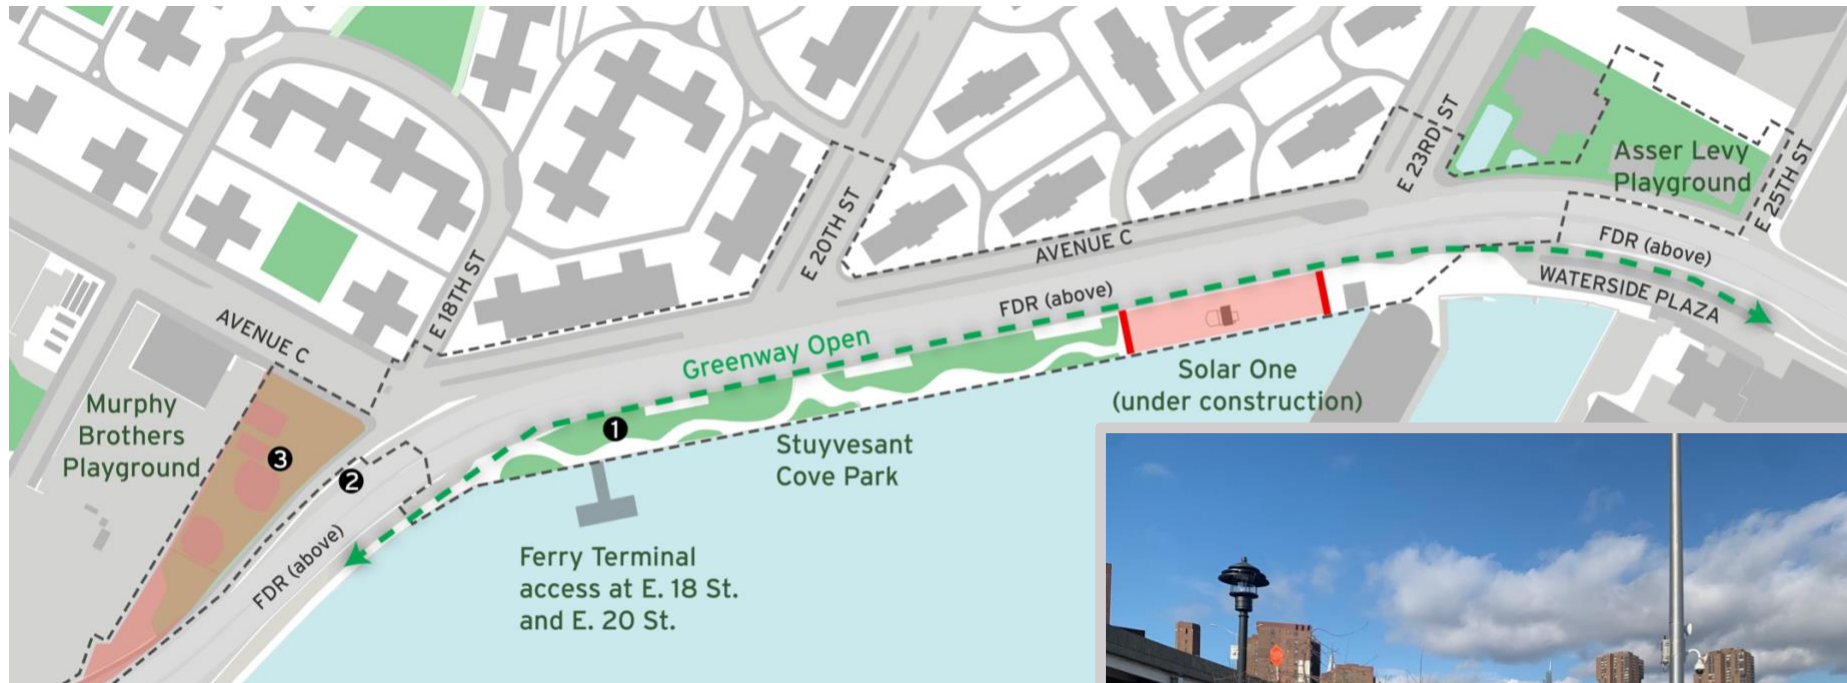 E 23RD ST
Asser Levy
Playground
E 25TH ST
E 20TH ST
AVENUE C
FDR (above)
WATERSIDE PLAZA
E 18TH ST
AVENUE C
FDR (above)
Greenway Open
Solar One
(under construction)
Murphy
Brothers
Playground
1
Stuyvesant
Cove Park
3
2
FDR (above)
Ferry Terminal
access at E. 18 St.
and E. 20 St.